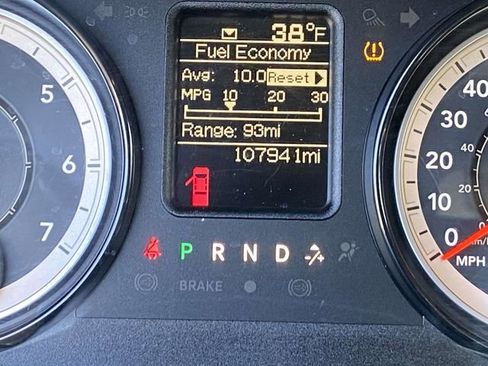 38°F
Fuel Economy
Avg: 10.0 Reset
MPG 10 20 30
Range: 93mi
107941mi
5
6
7
40
30
20
10
0
MPH
P R N D
BRAKE